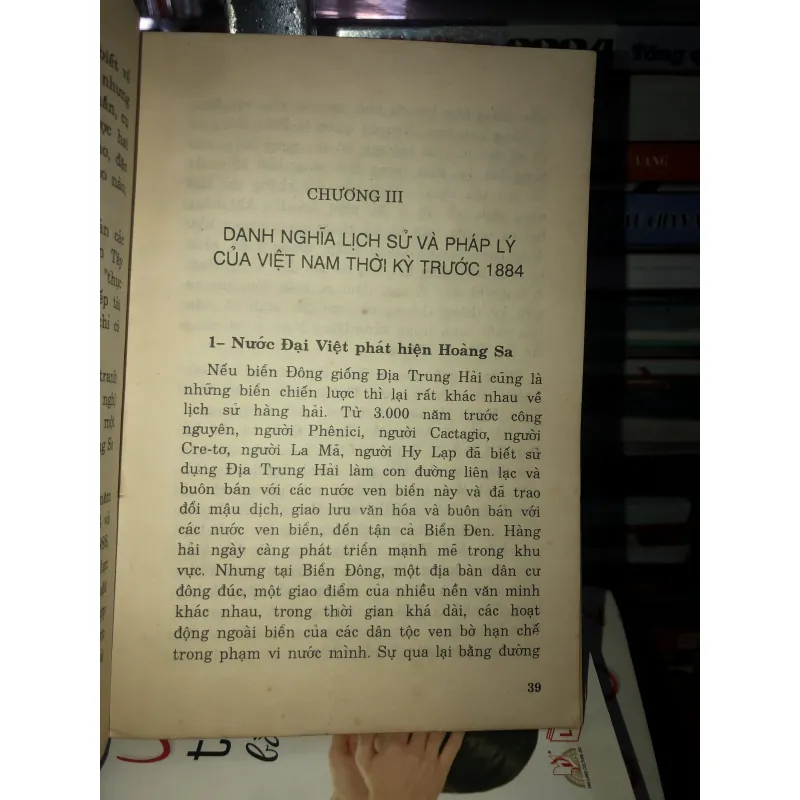 biết về
nhưng
CHƯƠNG III
DANH NGHĨA LỊCH SỬ VÀ PHÁP LÝ
CỦA VIỆT NAM THỜI KỲ TRƯỚC 1884
1– Nước Đại Việt phát hiện Hoàng Sa
Nếu biển Đông giống Địa Trung Hải cũng là
những biển chiến lược thì lại rất khác nhau về
lịch sử hàng hải. Từ 3.000 năm trước công
nguyên, người Phênici, người Cactagiơ, người
Cre-tơ, người La Mã, người Hy Lạp đã biết sử
dụng Địa Trung Hải làm con đường liên lạc và
buôn bán với các nước ven biển này và đã trao
đổi mậu dịch, giao lưu văn hóa và buôn bán với
các nước ven biển, đến tận cả Biển Đen. Hàng
hải ngày càng phát triển mạnh mẽ trong khu
vực. Nhưng tại Biển Đông, một địa bàn dân cư
đông đúc, một giao điểm của nhiều nền văn minh
khác nhau, trong thời gian khá dài, các hoạt
động ngoài biển của các dân tộc ven bờ hạn chế
trong phạm vi nước mình. Sự qua lại bằng đường
39